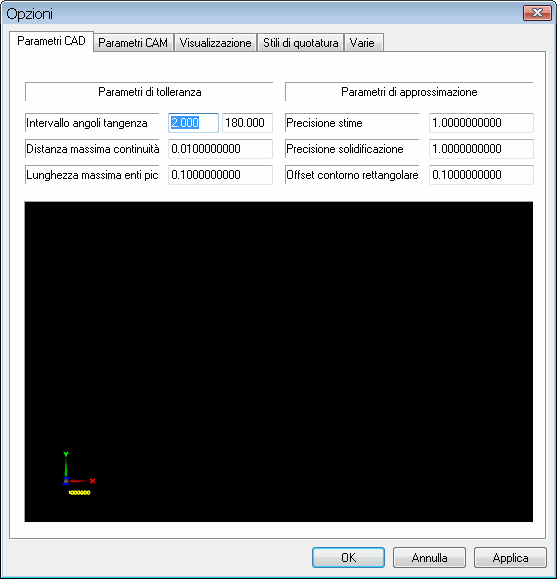 Opzioni
Parametri CAD
Parametri CAM
Visualizzazione
Stili di quotatura
Varie
Parametri di tolleranza
Intervallo angoli tangenza
2.000
180.000
Distanza massima continuità
0.0100000000
Lunghezza massima enti pic
0.1000000000
Parametri di approssimazione
Precisione stime
1.0000000000
Precisione solidificazione
1.0000000000
Offset contorno rettangolare
0.1000000000
Y
X
OK
Annulla
Applica